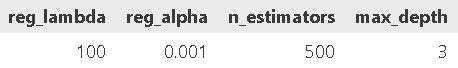 reg_lambda reg_alpha n_estimators max_depth
100 0.001 500 3